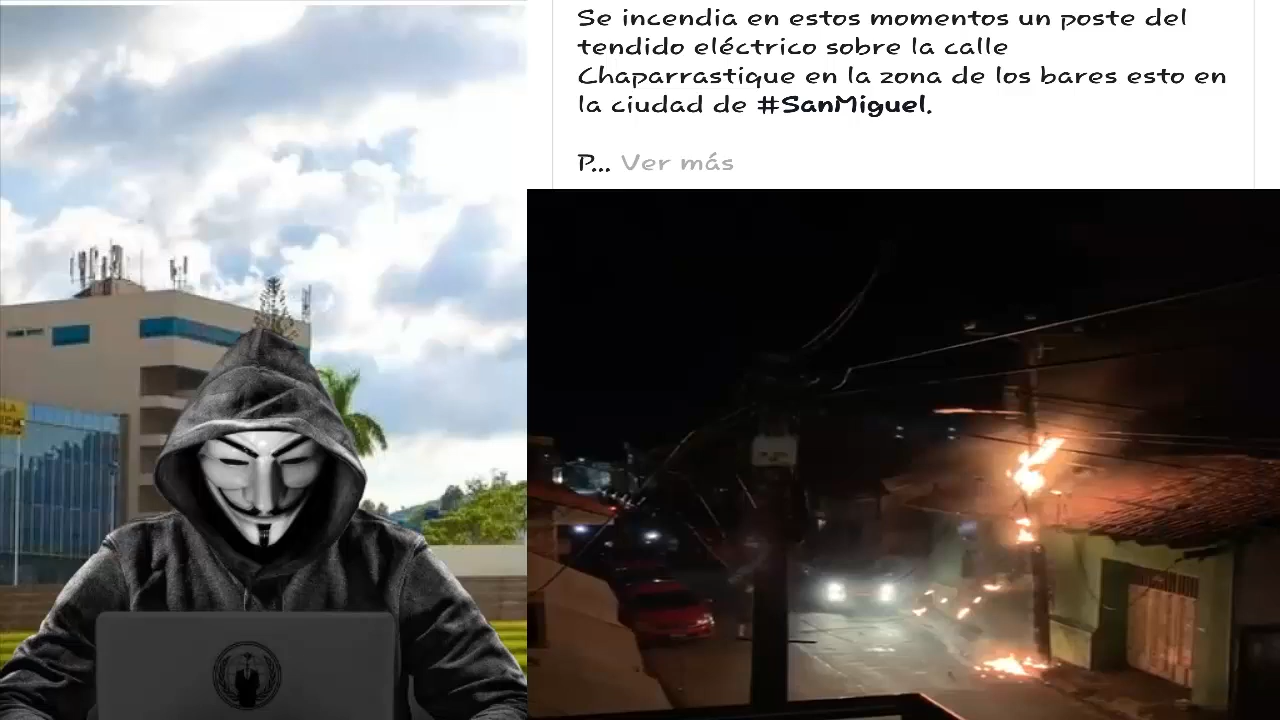 Se incendia en estos momentos un poste del
tendido eléctrico sobre la calle
Chaparrastique en la zona de los bares esto en
la ciudad de #SanMiguel.
P... Ver más